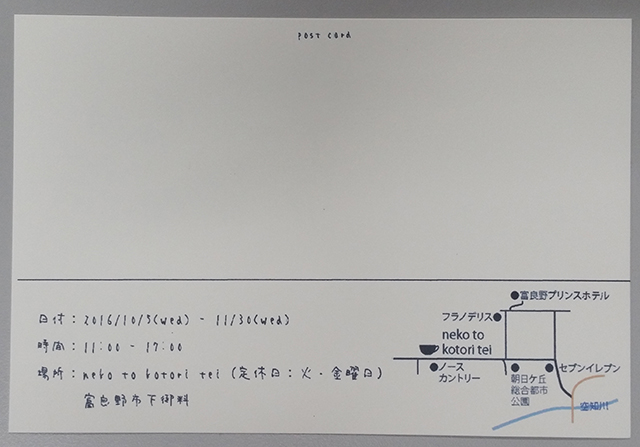 post card
日付：2016/10/5(wed) - 11/30(wed)
時間：11:00 - 17:00
場所：neko to kotori tei (定休日：火・金曜日)
富良野市下御料
富良野プリンスホテル
フラノデリス
neko to
kotori tei
ノース
カントリー
朝日ケ丘
総合都市
公園
セブンイレブン
空知川